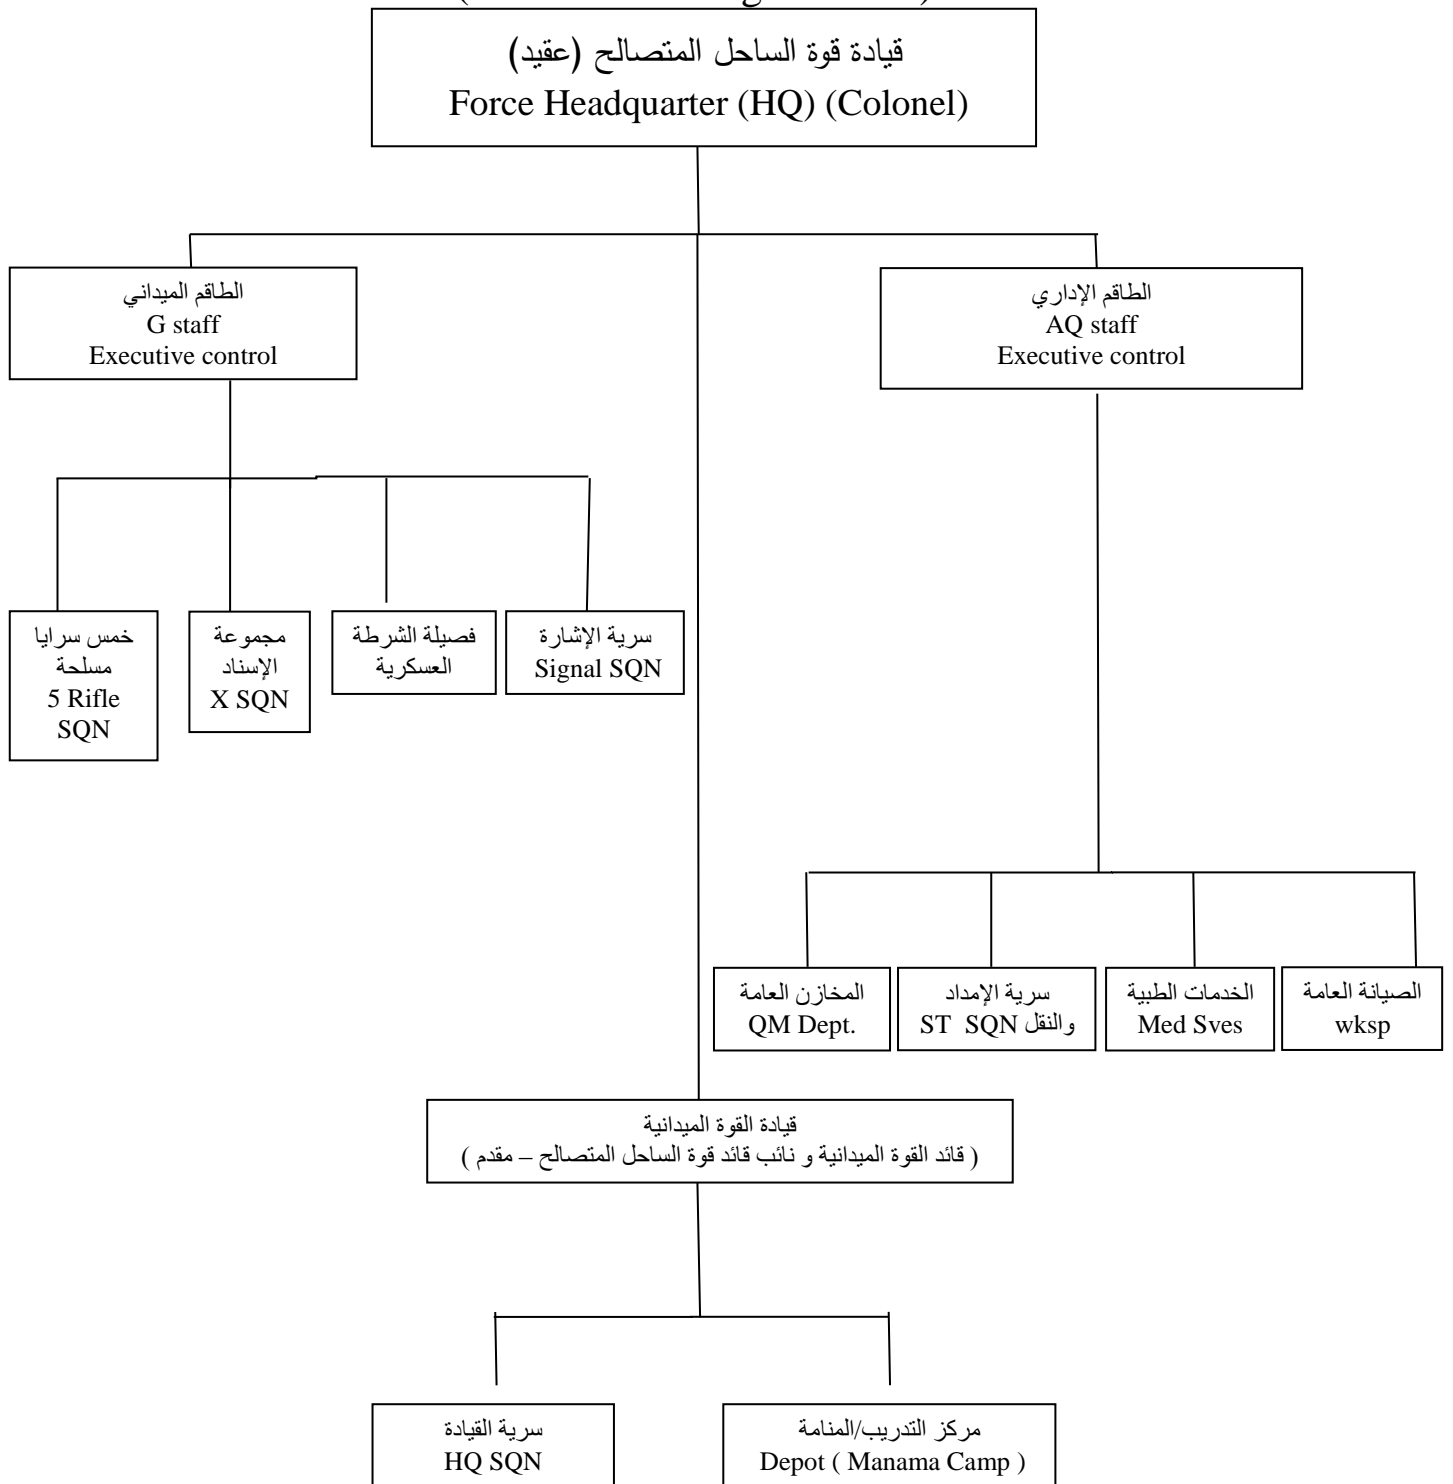 قيادة قوة الساحل المتصالح (عقيد)
Force Headquarter (HQ) (Colonel)
الطاقم الميداني
G staff
Executive control
الطاقم الإداري
AQ staff
Executive control
خمس سرايا
مسلحة
5 Rifle
SQN
مجموعة
الإسناد
X SQN
فصيلة الشرطة
العسكرية
سرية الإشارة
Signal SQN
المخازن العامة
QM Dept.
سرية الإمداد
والنقل ST SQN
الخدمات الطبية
Med Sves
الصيانة العامة
wksp
قيادة القوة الميدانية
( قائد القوة الميدانية و نائب قائد قوة الساحل المتصالح – مقدم )
سرية القيادة
HQ SQN
مركز التدريب/المنامة
Depot ( Manama Camp )